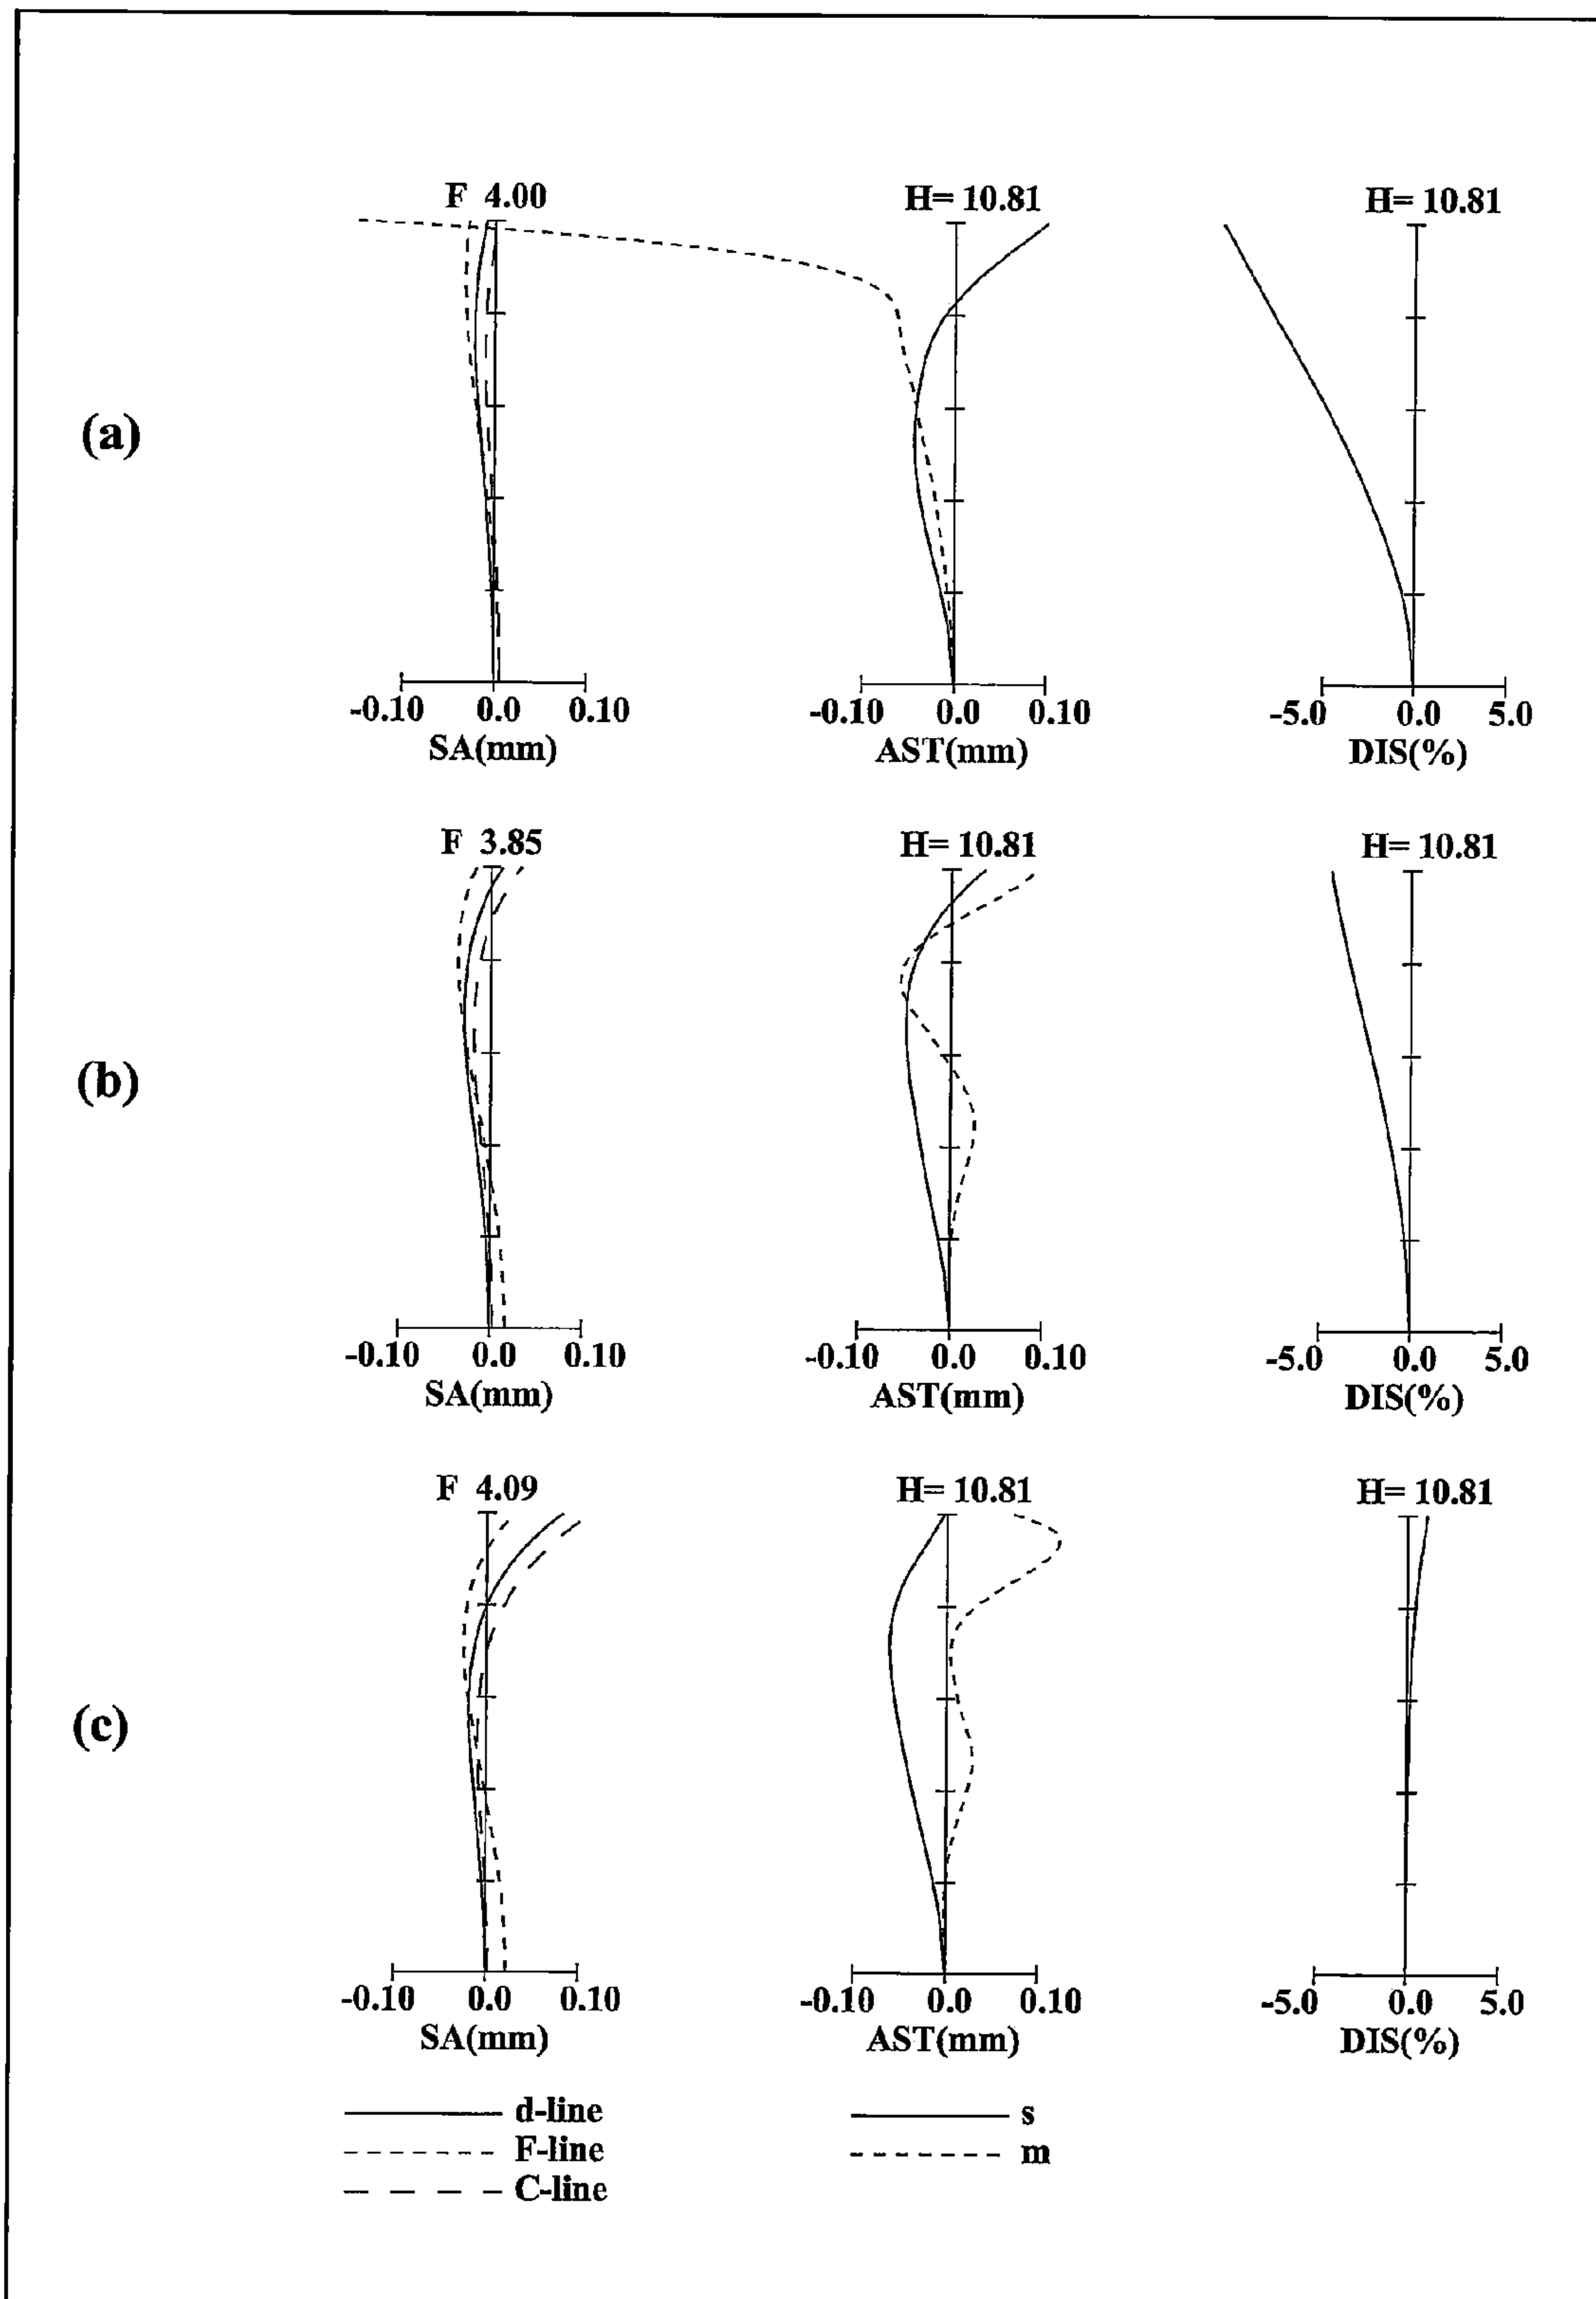 F 4.00 H= 10.81 H= 10.81
(a)
-0.10 0.0 0.10 -0.10 0.0 0.10 -5.0 0.0 5.0
SA(mm) AST(mm) DIS(%)
F 3.85 H= 10.81 H= 10.81
(b)
-0.10 0.0 0.10 -0.10 0.0 0.10 -5.0 0.0 5.0
SA(mm) AST(mm) DIS(%)
F 4.09 H= 10.81 H= 10.81
(c)
-0.10 0.0 0.10 -0.10 0.0 0.10 -5.0 0.0 5.0
SA(mm) AST(mm) DIS(%)
d-line s
F-line m
C-line